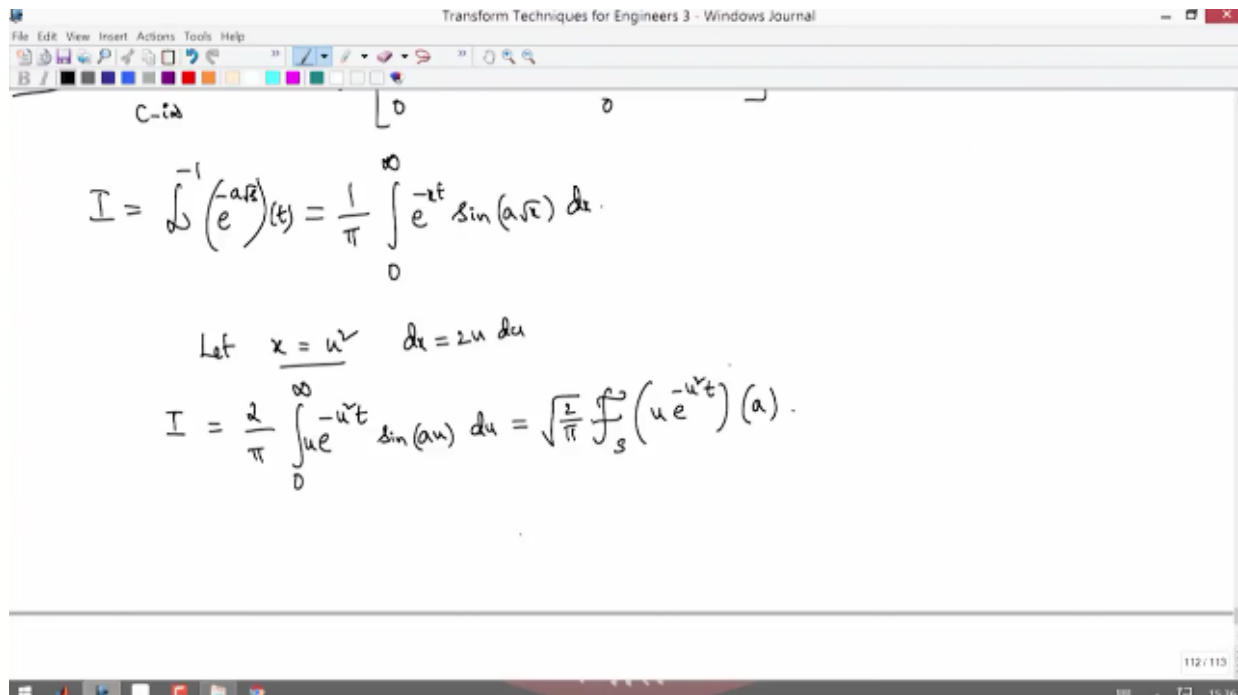 Transform Techniques for Engineers 3 - Windows Journal
File Edit View Insert Actions Tools Help
B I
c-i∞ [0 0 ]
I = L⁻¹(e^{-a√s})(t) = 1/π ∫₀^∞ e^{-xt} sin(a√x) dx.
Let x = u² dx = 2u du
I = 2/π ∫₀^∞ u e^{-u²t} sin(au) du = √(2/π) F_s(u e^{-u²t})(a).
112 / 113
15:36